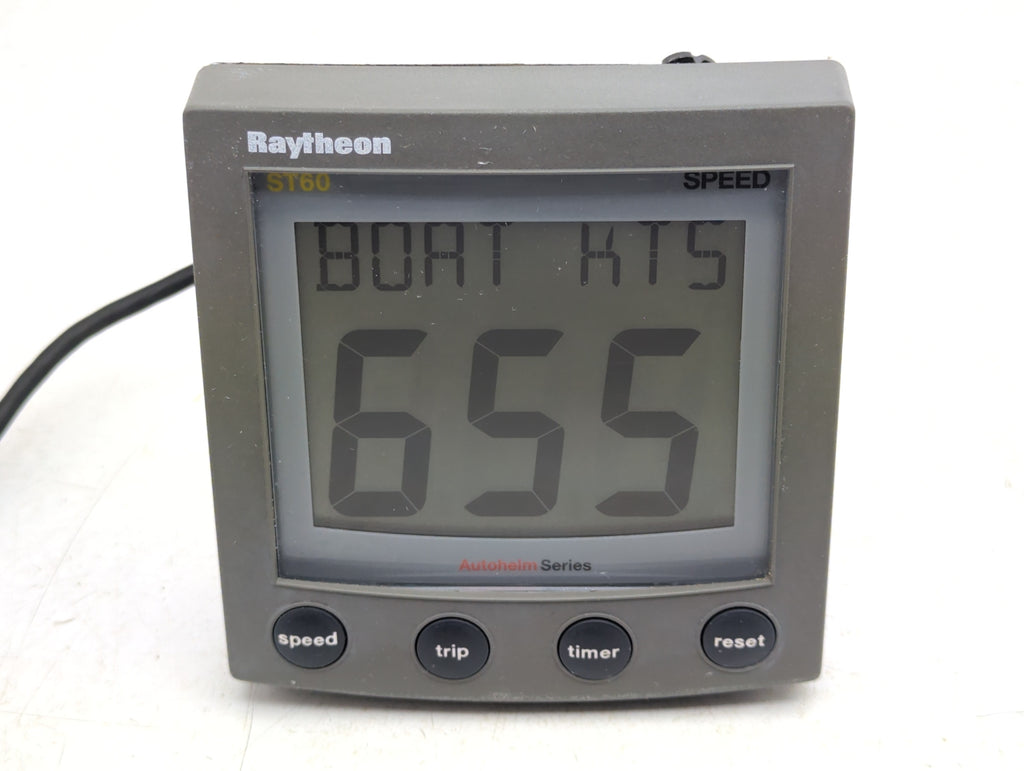 Raytheon
ST60 SPEED
BOAT KTS
655
Autohelm Series
speed trip timer reset